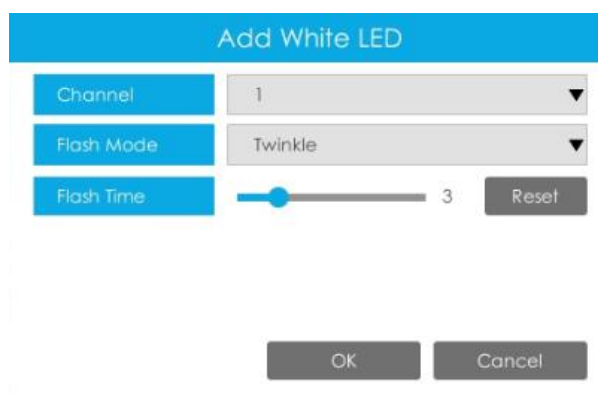 Add White LED
Channel 1
Flash Mode Twinkle
Flash Time 3 Reset
OK Cancel